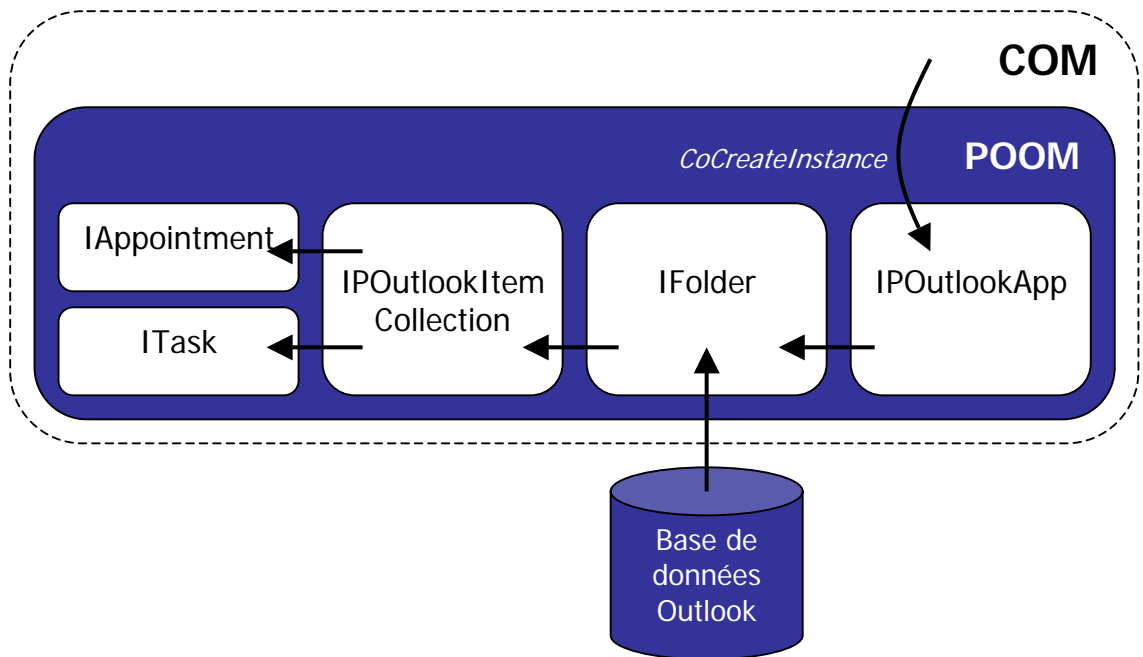 COM
CoCreateInstance
POOM
IAppointment
ITask
IPOutlookItem
Collection
IFolder
IPOutlookApp
Base de
données
Outlook